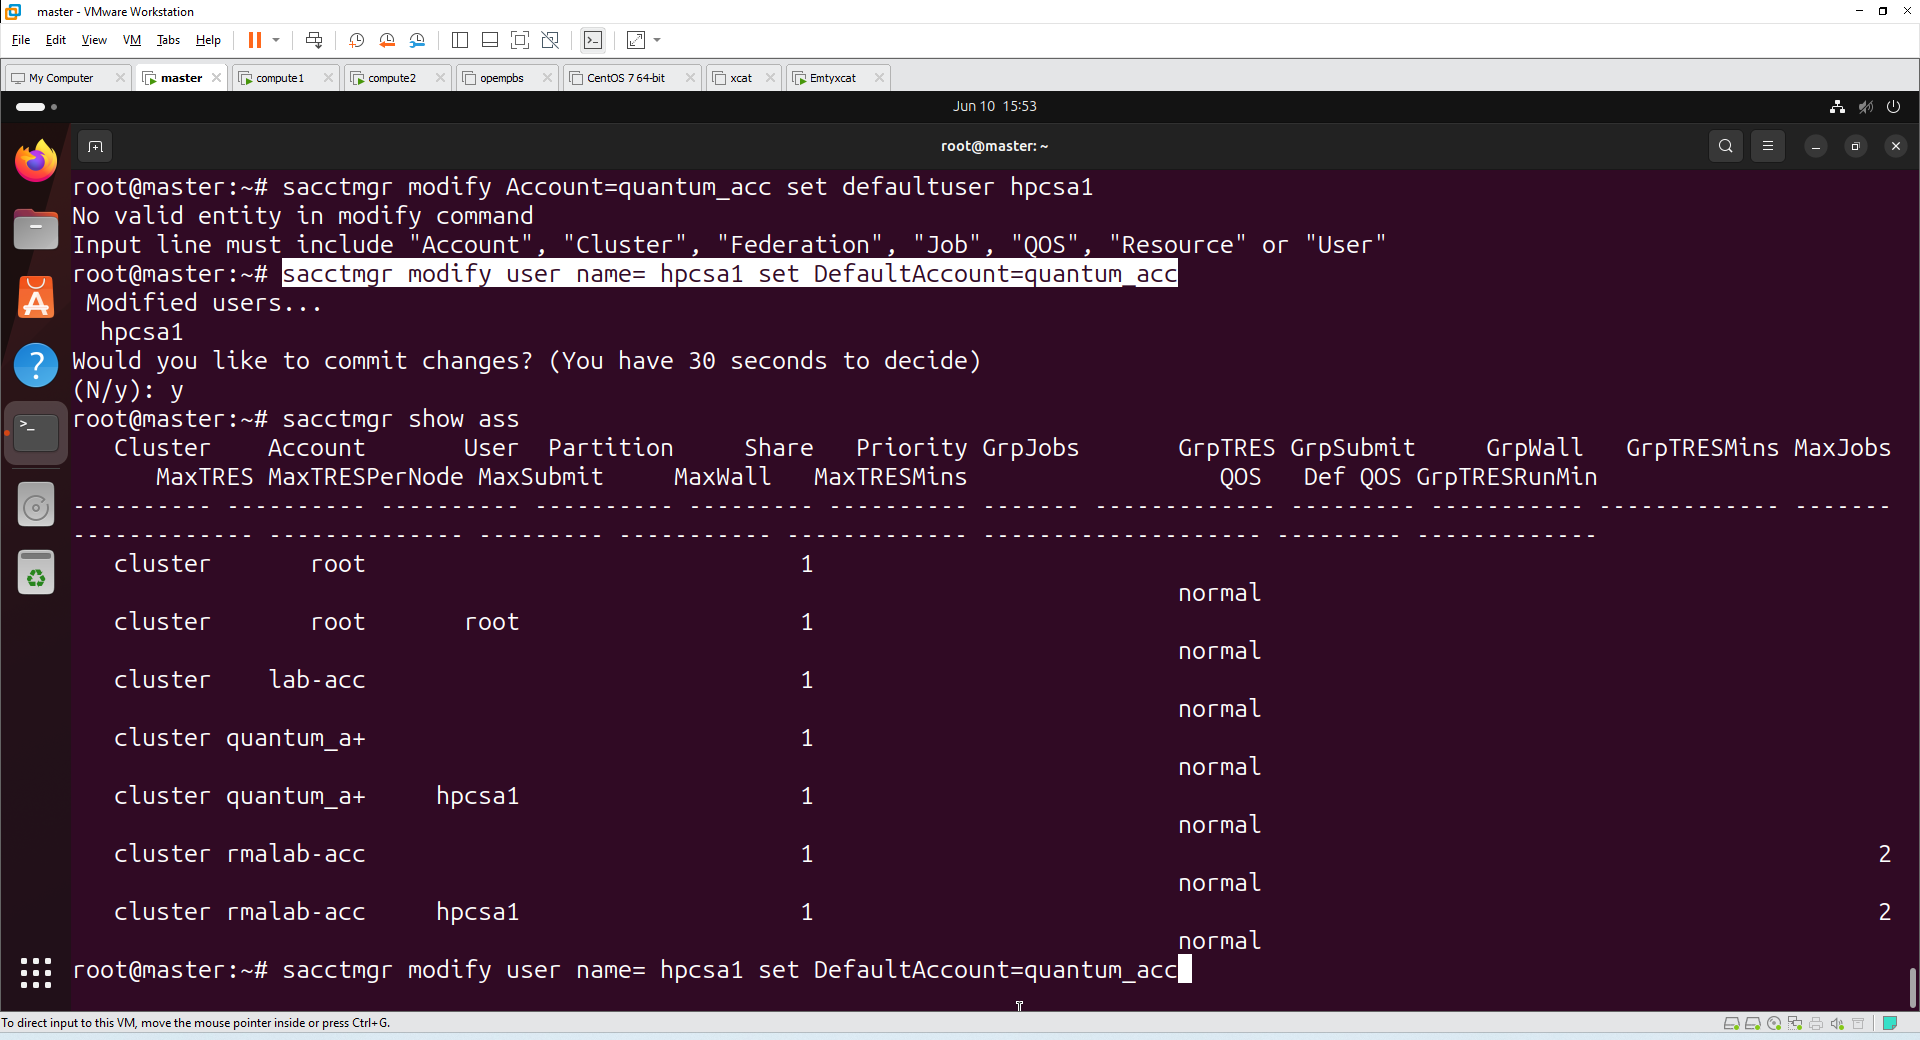 master - VMware Workstation
File Edit View VM Tabs Help
My Computer master compute1 compute2 openpbs CentOS 7 64-bit xcat Emtyxcat
Jun 10 15:53
root@master: ~
root@master:~# sacctmgr modify Account=quantum_acc set defaultuser hpcsa1
No valid entity in modify command
Input line must include "Account", "Cluster", "Federation", "Job", "QOS", "Resource" or "User"
root@master:~# sacctmgr modify user name= hpcsa1 set DefaultAccount=quantum_acc
Modified users...
hpcsa1
Would you like to commit changes? (You have 30 seconds to decide)
(N/y): y
root@master:~# sacctmgr show ass
Cluster Account User Partition Share Priority GrpJobs GrpTRES GrpSubmit GrpWall GrpTRESMins MaxJobs
MaxTRES MaxTRESPerNode MaxSubmit MaxWall MaxTRESMins QOS Def QOS GrpTRESRunMin
---------- ---------- ---------- ---------- --------- ---------- ------- ------------- --------- ----------- ------------- -------
------------- -------------- --------- ----------- ------------- -------------------- --------- -------------
cluster root 1
normal
cluster root root 1
normal
cluster lab-acc 1
normal
cluster quantum_a+ 1
normal
cluster quantum_a+ hpcsa1 1
normal
cluster rmalab-acc 1 2
normal
cluster rmalab-acc hpcsa1 1 2
normal
root@master:~# sacctmgr modify user name= hpcsa1 set DefaultAccount=quantum_acc
To direct input to this VM, move the mouse pointer inside or press Ctrl+G.